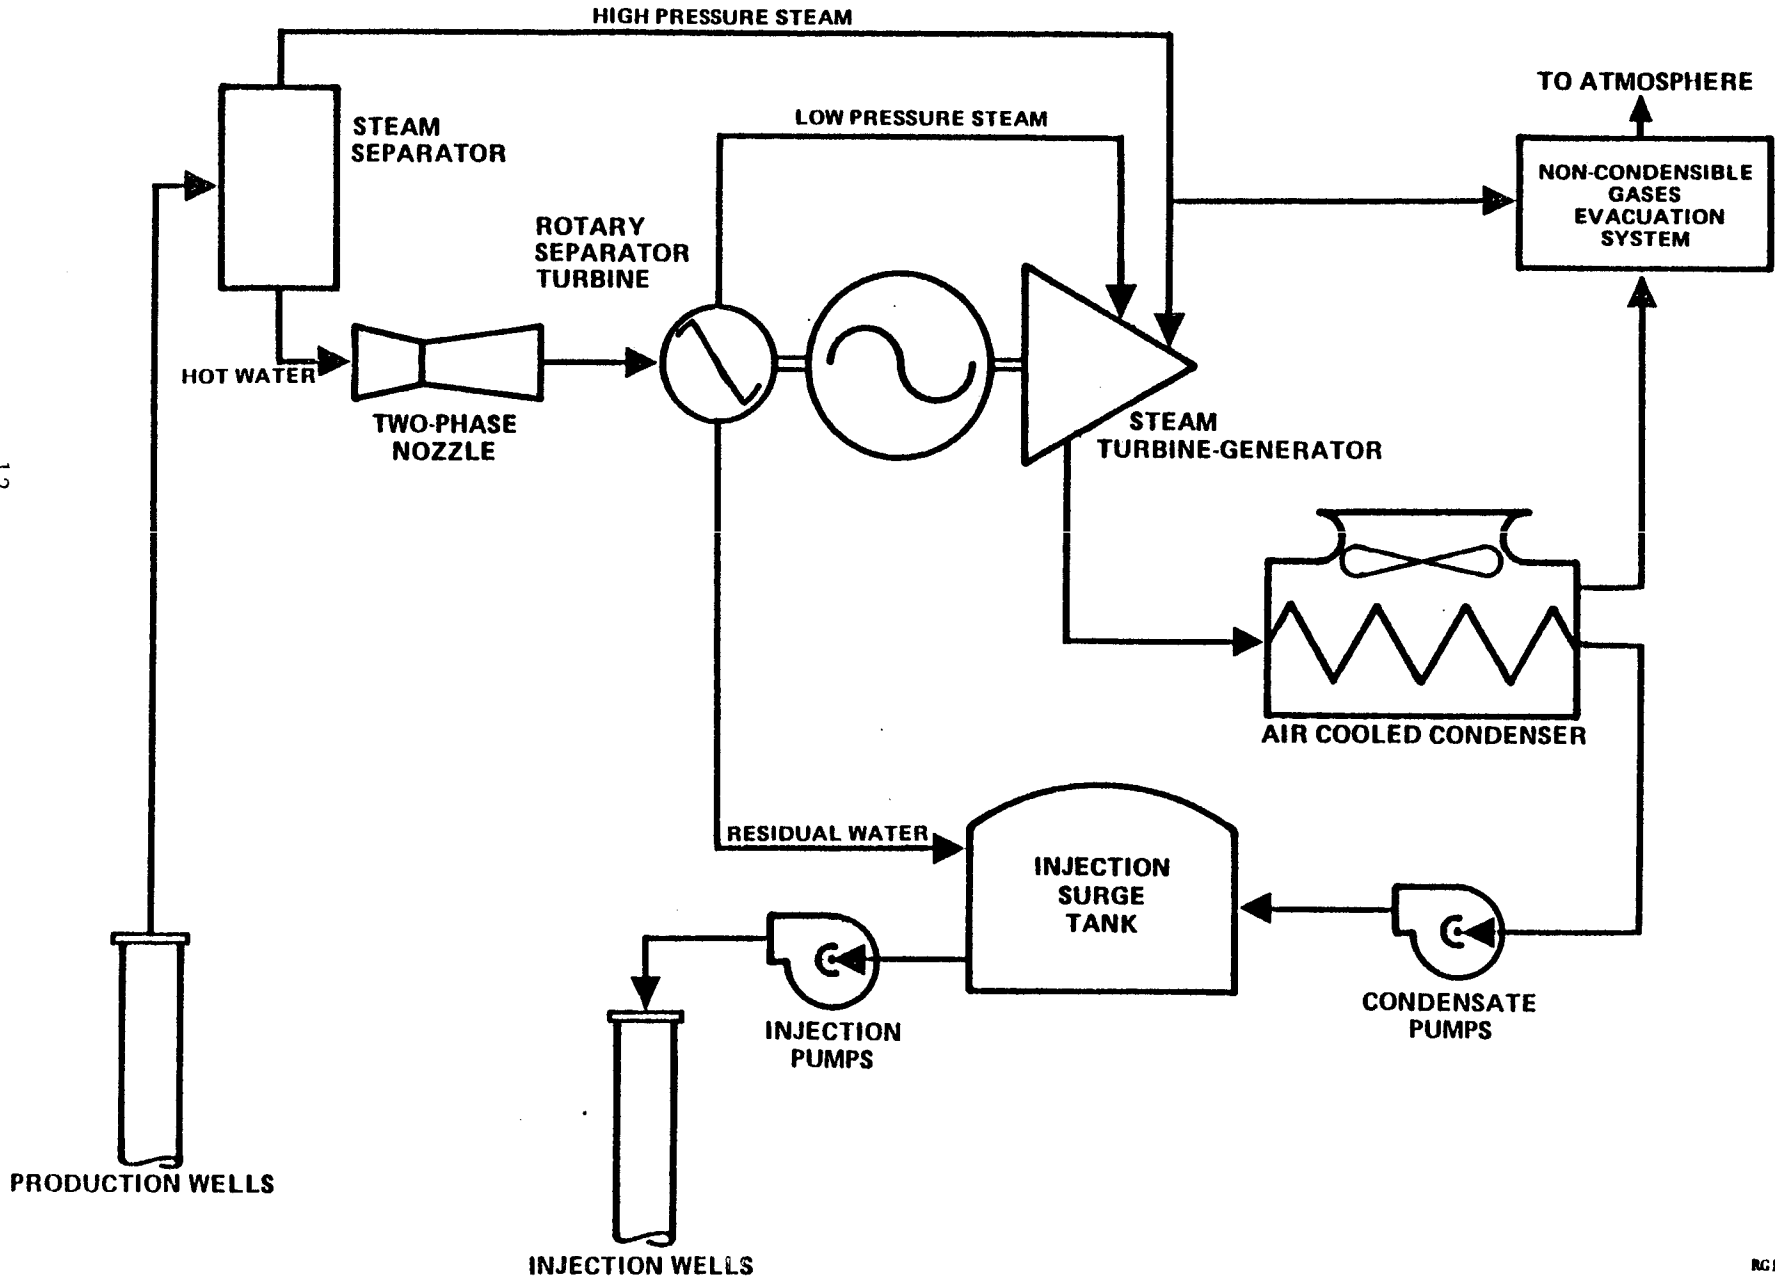 HIGH PRESSURE STEAM
TO ATMOSPHERE
LOW PRESSURE STEAM
STEAM
SEPARATOR
NON-CONDENSIBLE
GASES
EVACUATION
SYSTEM
ROTARY
SEPARATOR
TURBINE
HOT WATER
TWO-PHASE
NOZZLE
STEAM
TURBINE-GENERATOR
12
AIR COOLED CONDENSER
RESIDUAL WATER
INJECTION
SURGE
TANK
CONDENSATE
PUMPS
INJECTION
PUMPS
PRODUCTION WELLS
INJECTION WELLS